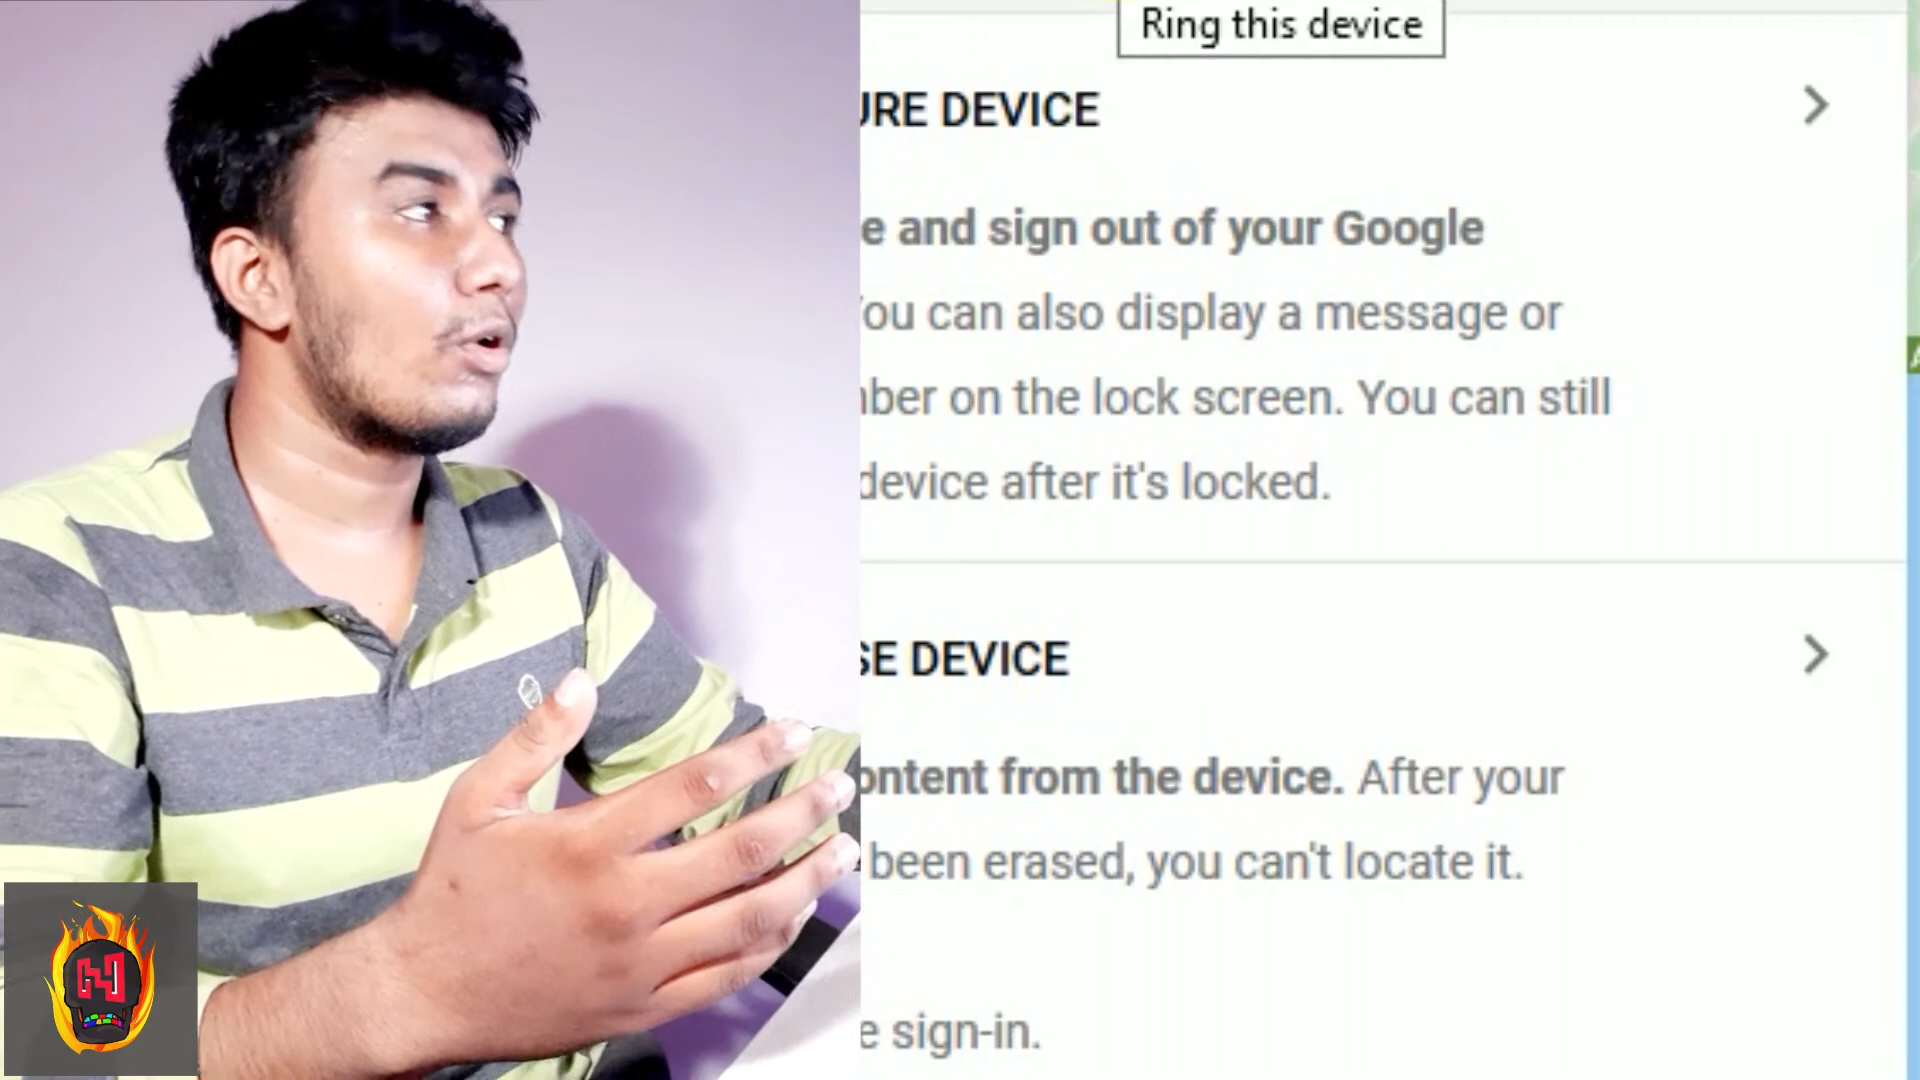 Ring this device
URE DEVICE
e and sign out of your Google
You can also display a message or
ber on the lock screen. You can still
device after it's locked.
SE DEVICE
ontent from the device. After your
been erased, you can't locate it.
e sign-in.